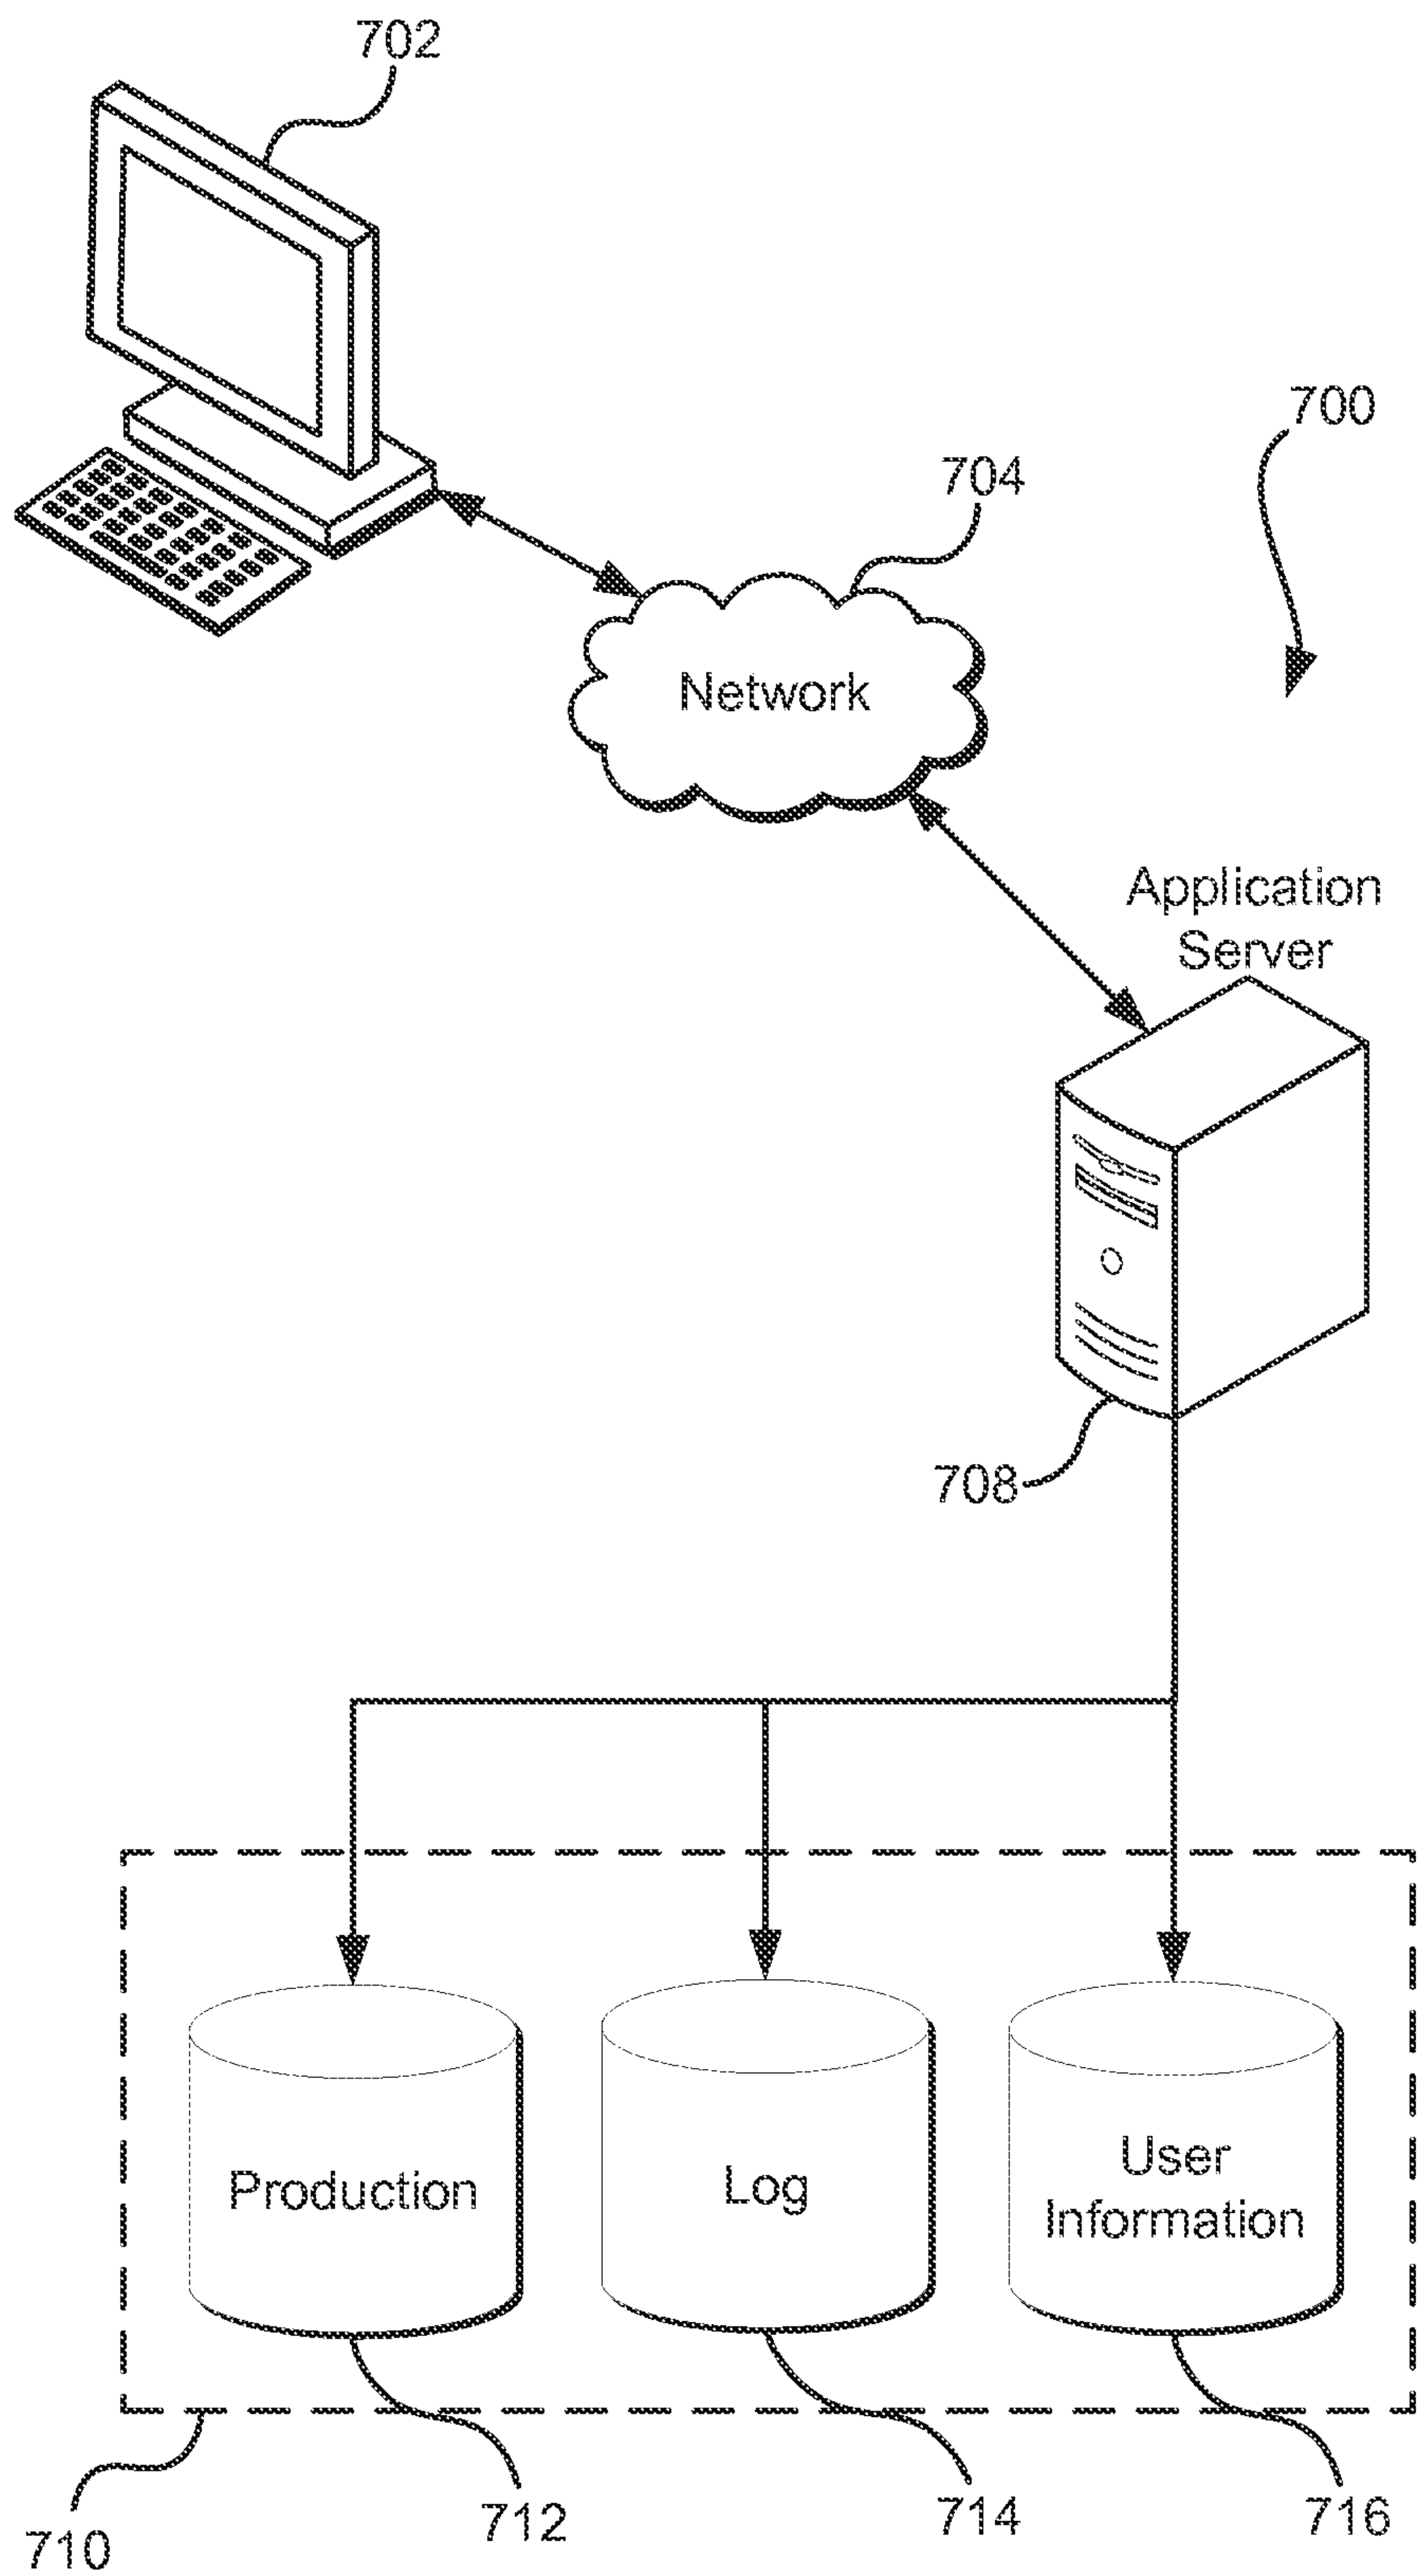 702
700
704
Network
Application
Server
708
Production
Log
User
Information
710
712
714
716